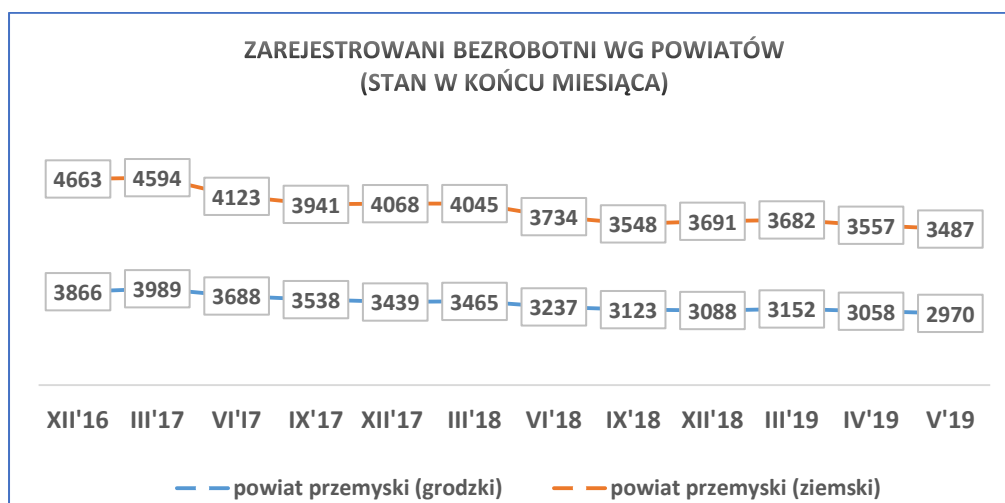 ZAREJESTROWANI BEZROBOTNI WG POWIATÓW
(STAN W KOŃCU MIESIĄCA)
4663 4594 4123 3941 4068 4045 3734 3548 3691 3682 3557 3487
3866 3989 3688 3538 3439 3465 3237 3123 3088 3152 3058 2970
XII'16 III'17 VI'I7 IX'17 XII'17 III'18 VI'18 IX'18 XII'18 III'19 IV'19 V'19
powiat przemyski (grodzki) powiat przemyski (ziemski)